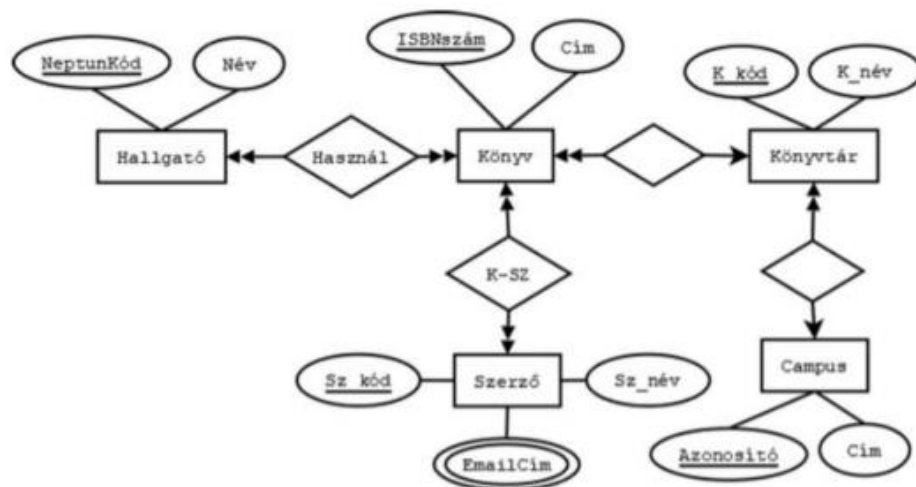 NeptunKód
Név
ISBNszám
Cím
K_kód
K_név
Hallgató
Használ
Könyv
Könyvtár
K-SZ
Sz_kód
Szerző
Sz_név
EmailCím
Campus
Azonosító
Cím